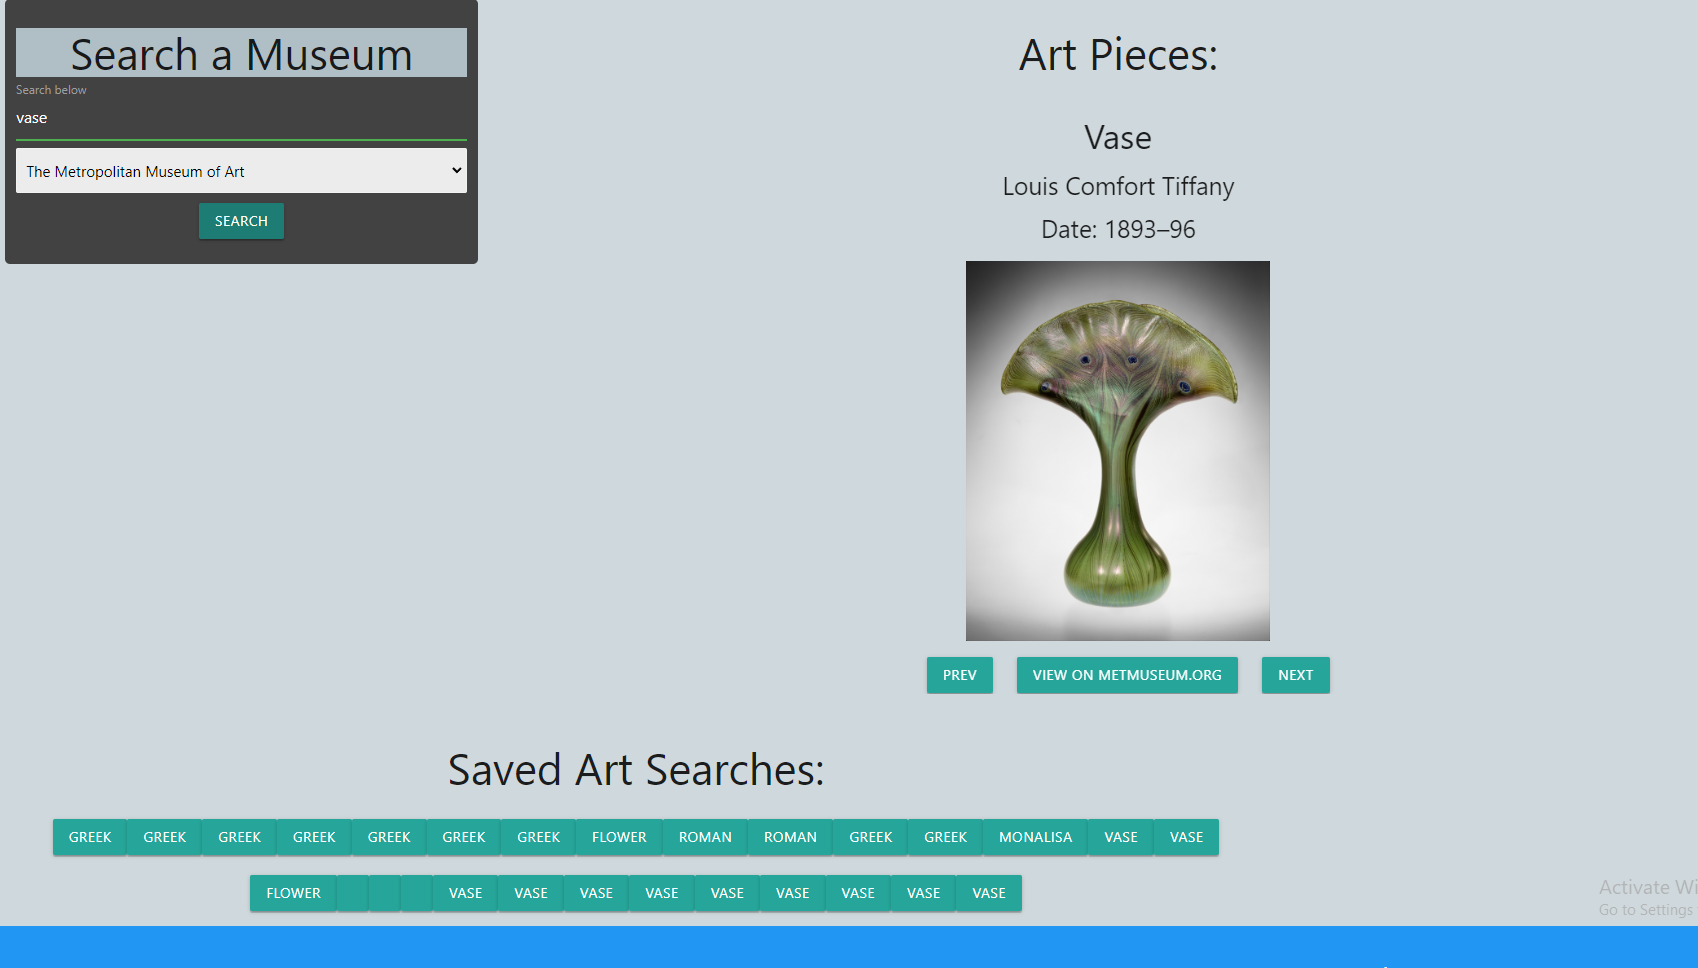 Search a Museum
Search below
vase
The Metropolitan Museum of Art
SEARCH
Art Pieces:
Vase
Louis Comfort Tiffany
Date: 1893–96
PREV VIEW ON METMUSEUM.ORG NEXT
Saved Art Searches:
GREEK GREEK GREEK GREEK GREEK GREEK GREEK FLOWER ROMAN ROMAN GREEK GREEK MONALISA VASE VASE
FLOWER VASE VASE VASE VASE VASE VASE VASE VASE VASE
Activate Wi
Go to Settings